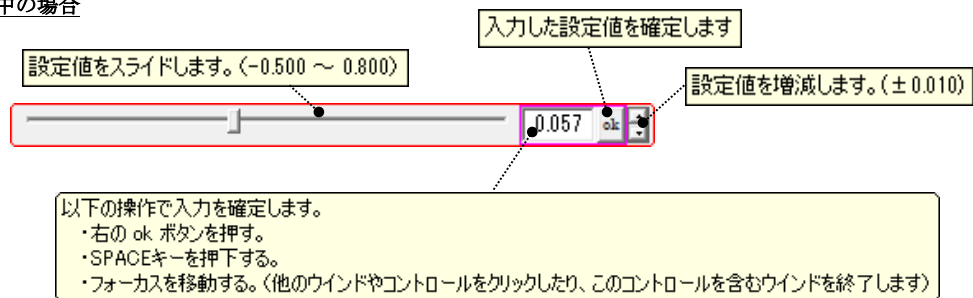 中の場合
入力した設定値を確定します
設定値をスライドします。（-0.500 ～ 0.800）
設定値を増減します。（±0.010）
0.057
ok
以下の操作で入力を確定します。
・右の ok ボタンを押す。
・SPACEキーを押下する。
・フォーカスを移動する。（他のウインドやコントロールをクリックしたり、このコントロールを含むウインドを終了します）